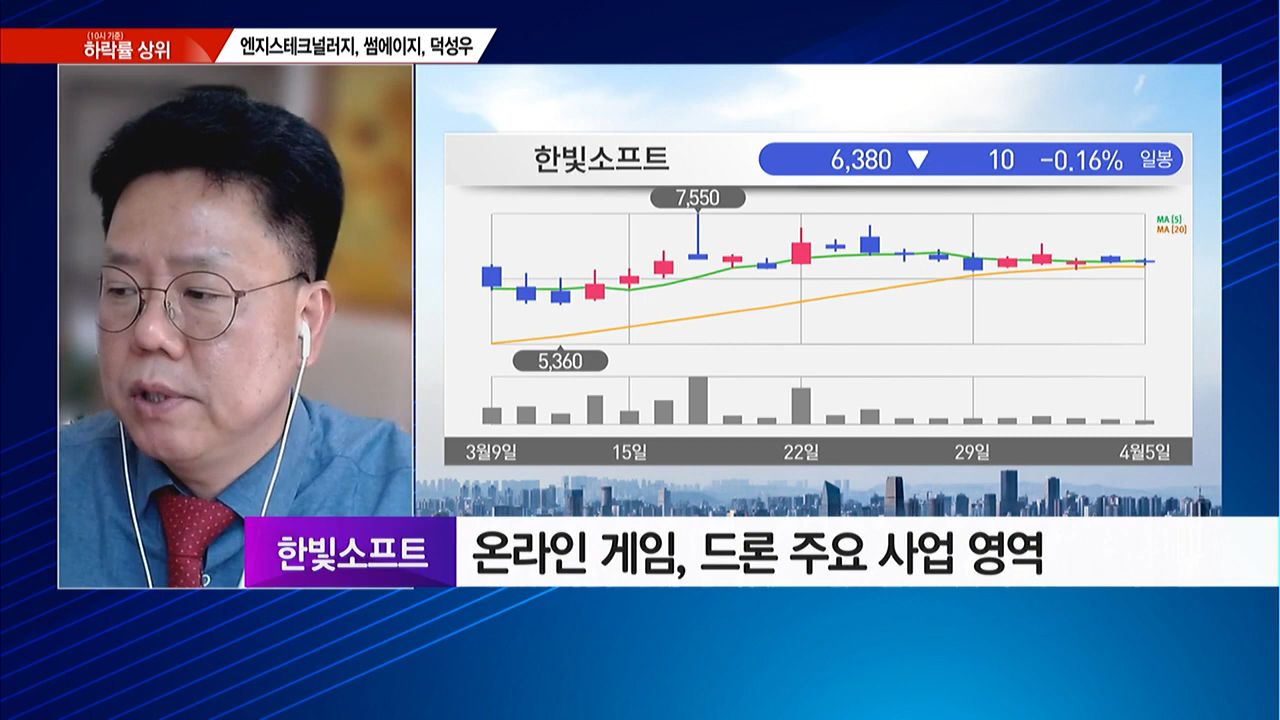 (10시 기준)
하락률 상위
엔지스테크널러지, 썸에이지, 덕성우
한빛소프트
6,380 ▼ 10 -0.16% 일봉
7,550
MA [5]
MA [20]
5,360
3월9일 15일 22일 29일 4월5일
한빛소프트
온라인 게임, 드론 주요 사업 영역